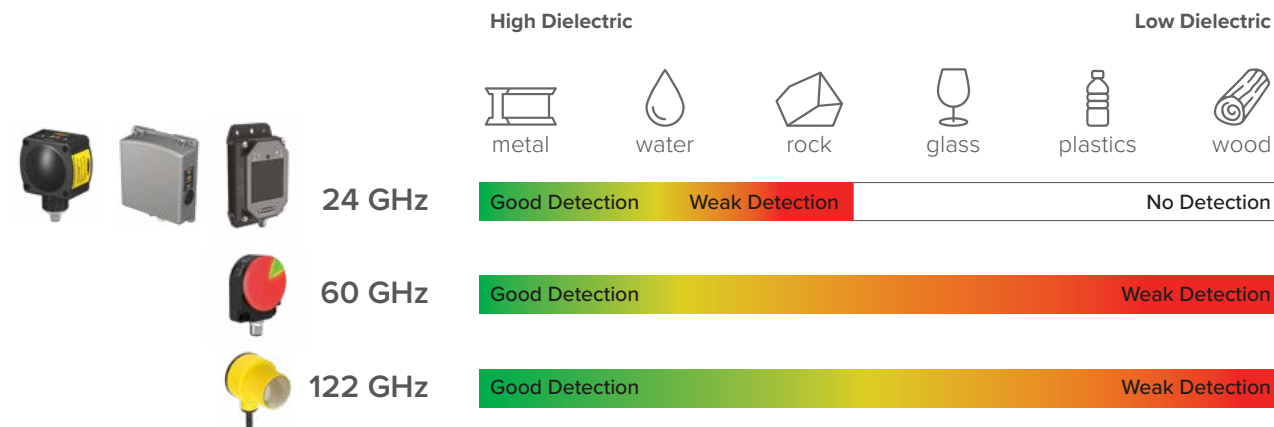 High Dielectric Low Dielectric
metal water rock glass plastics wood
24 GHz Good Detection Weak Detection No Detection
60 GHz Good Detection Weak Detection
122 GHz Good Detection Weak Detection